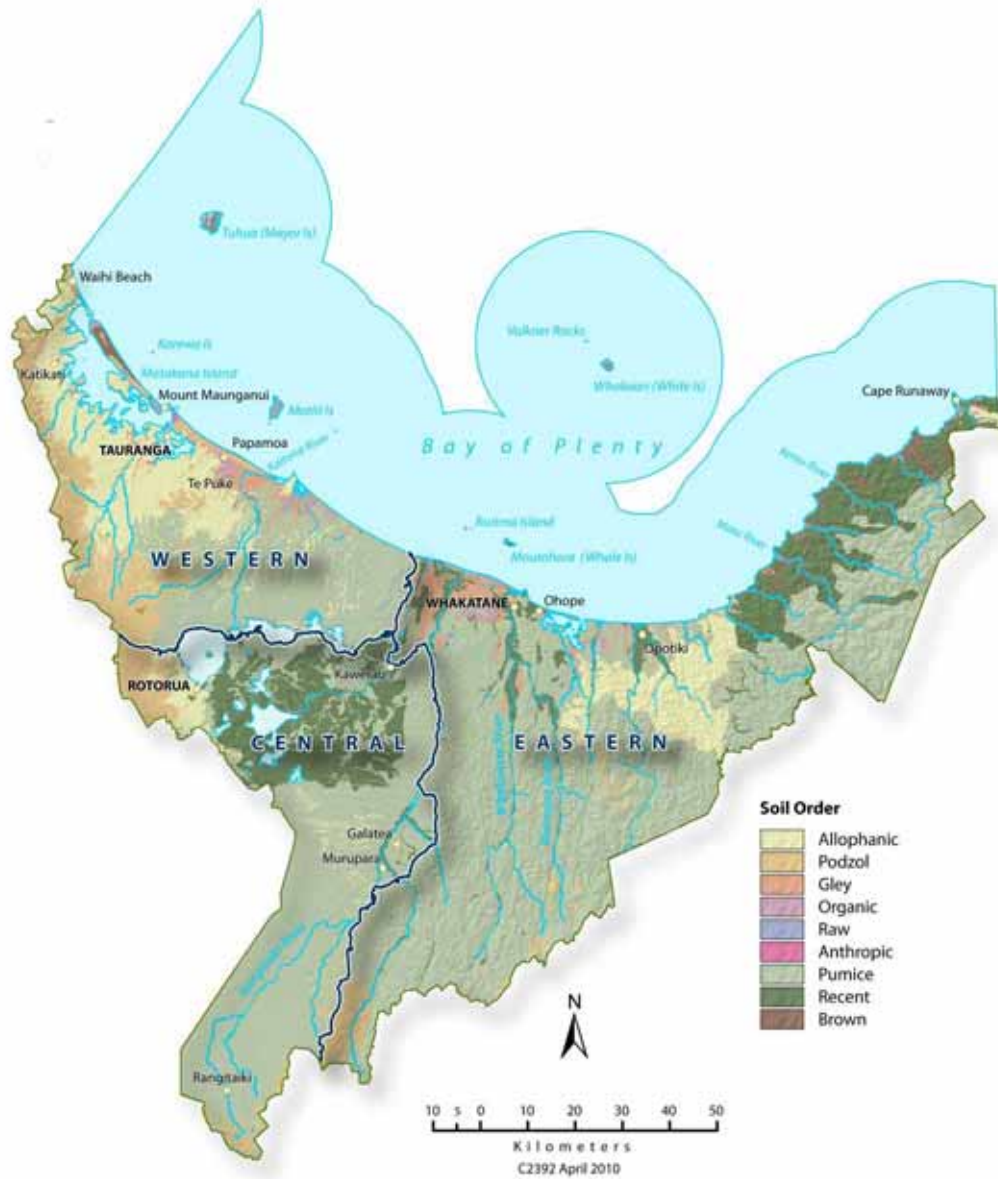 Tuhua (Mayor Is)
Waihi Beach
Volkner Rocks
Karewa Is
Katikati
Matakana Island
Whakaari (White Is)
Mount Maunganui
Cape Runaway
Motiti Is
Bay of Plenty
TAURANGA
Papamoa
Te Puke
Motu River
Rurima Island
Moutohora (Whale Is)
WESTERN
WHAKATANE
Ohope
Opotiki
Kawerau
ROTORUA
CENTRAL
EASTERN
Galatea
Murupara
Rangitaiki
Soil Order
Allophanic
Podzol
Gley
Organic
Raw
Anthropic
Pumice
Recent
Brown
N
10 5 0 10 20 30 40 50
Kilometers
C2392 April 2010